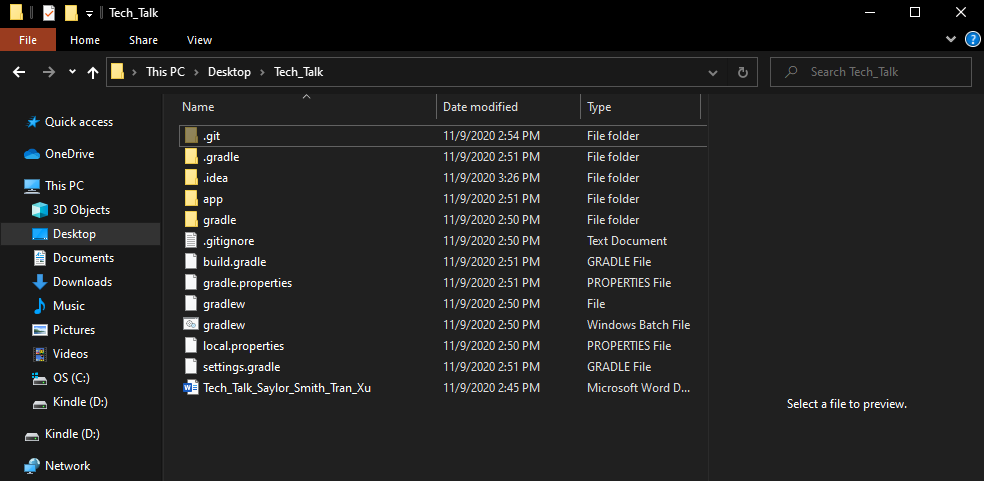 Tech_Talk
File Home Share View
This PC Desktop Tech_Talk
Search Tech_Talk
Quick access
OneDrive
This PC
3D Objects
Desktop
Documents
Downloads
Music
Pictures
Videos
OS (C:)
Kindle (D:)
Kindle (D:)
Network
Name Date modified Type
.git 11/9/2020 2:54 PM File folder
.gradle 11/9/2020 2:51 PM File folder
.idea 11/9/2020 3:26 PM File folder
app 11/9/2020 2:51 PM File folder
gradle 11/9/2020 2:50 PM File folder
.gitignore 11/9/2020 2:50 PM Text Document
build.gradle 11/9/2020 2:51 PM GRADLE File
gradle.properties 11/9/2020 2:51 PM PROPERTIES File
gradlew 11/9/2020 2:50 PM File
gradlew 11/9/2020 2:50 PM Windows Batch File
local.properties 11/9/2020 2:50 PM PROPERTIES File
settings.gradle 11/9/2020 2:51 PM GRADLE File
Tech_Talk_Saylor_Smith_Tran_Xu 11/9/2020 2:45 PM Microsoft Word D...
Select a file to preview.